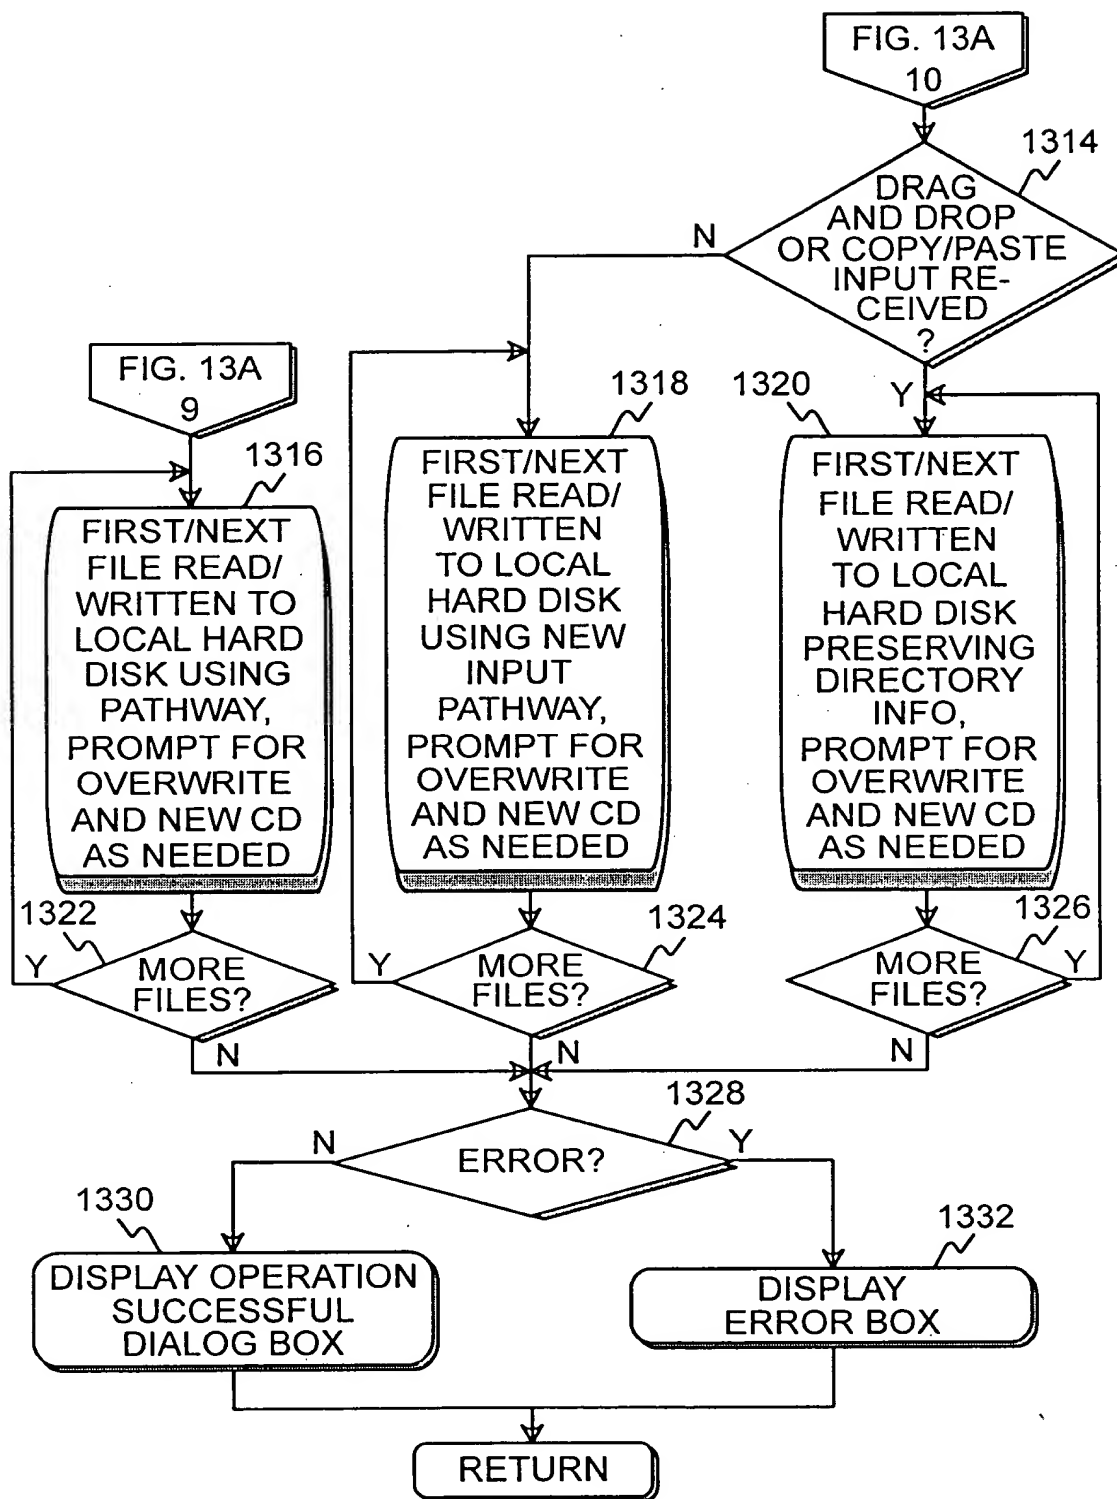 FIG. 13A
10
1314
DRAG
AND DROP
OR COPY/PASTE
INPUT RE-
CEIVED
?
N
Y
FIG. 13A
9
1316
FIRST/NEXT
FILE READ/
WRITTEN TO
LOCAL HARD
DISK USING
PATHWAY,
PROMPT FOR
OVERWRITE
AND NEW CD
AS NEEDED
1318
FIRST/NEXT
FILE READ/
WRITTEN
TO LOCAL
HARD DISK
USING NEW
INPUT
PATHWAY,
PROMPT FOR
OVERWRITE
AND NEW CD
AS NEEDED
1320
FIRST/NEXT
FILE READ/
WRITTEN
TO LOCAL
HARD DISK
PRESERVING
DIRECTORY
INFO,
PROMPT FOR
OVERWRITE
AND NEW CD
AS NEEDED
1322
Y
MORE
FILES?
N
1324
Y
MORE
FILES?
N
1326
MORE
FILES?
Y
N
1328
N
ERROR?
Y
1330
DISPLAY OPERATION
SUCCESSFUL
DIALOG BOX
1332
DISPLAY
ERROR BOX
RETURN